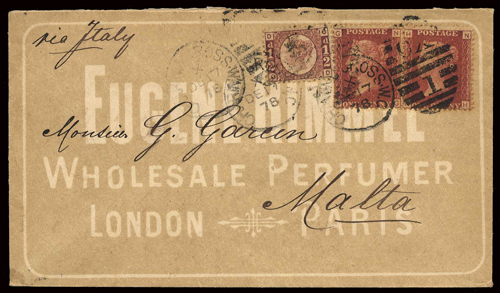 via Italy
EUGENE RIMMEL
Monsieur G. Garcin
WHOLESALE PERFUMER
Malta
LONDON PARIS
POSTAGE POSTAGE